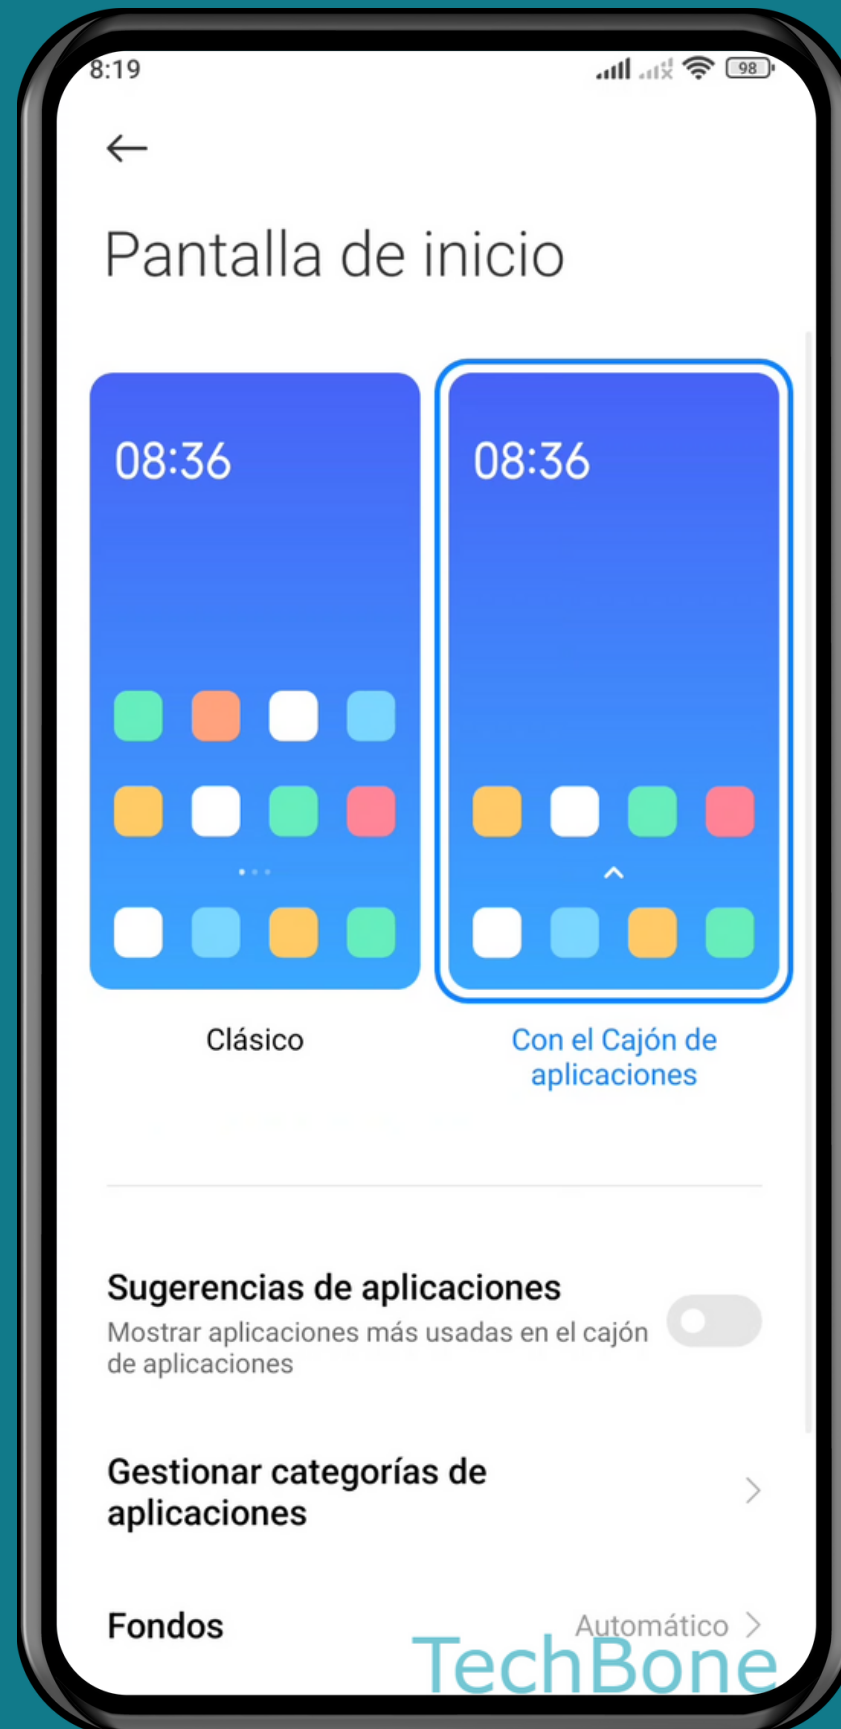 8:19
98
Pantalla de inicio
08:36
08:36
Clásico
Con el Cajón de
aplicaciones
Sugerencias de aplicaciones
Mostrar aplicaciones más usadas en el cajón
de aplicaciones
Gestionar categorías de
aplicaciones
Fondos
Automático
TechBone